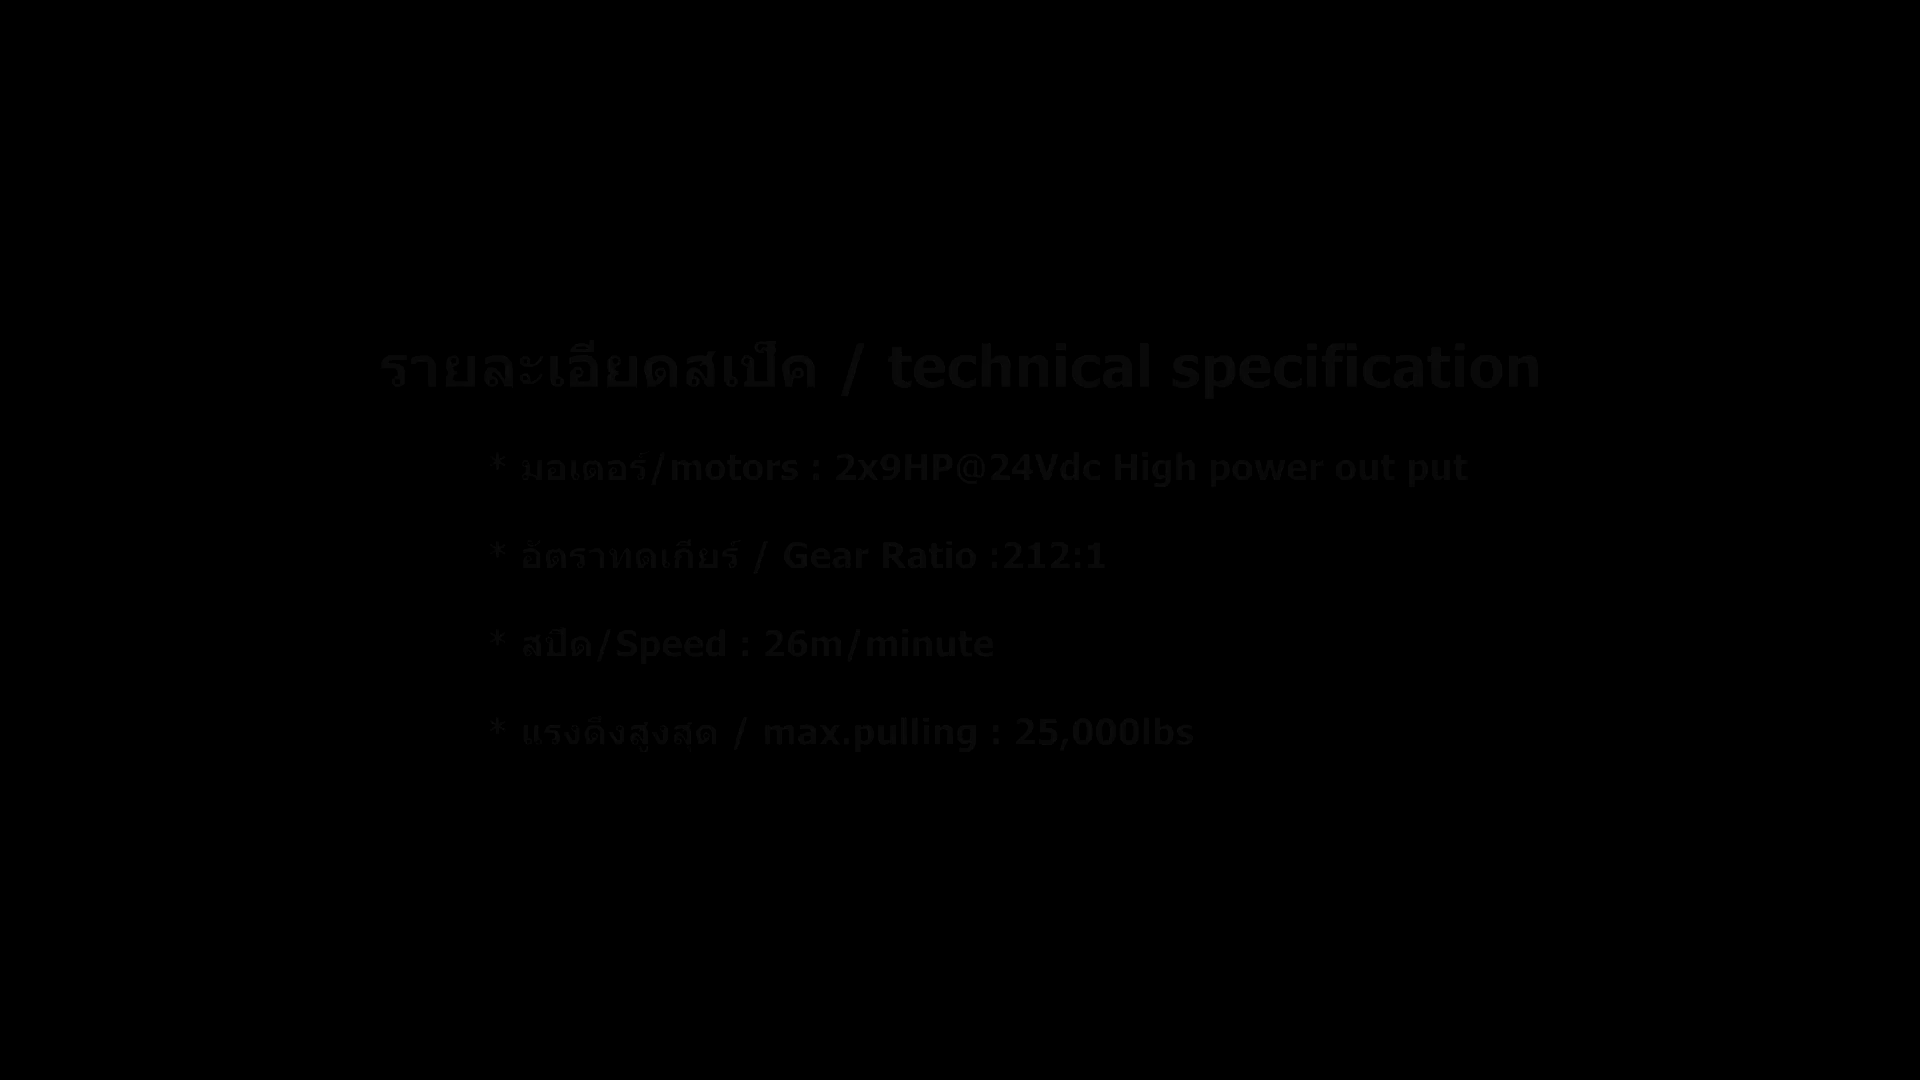 รายละเอียดสเป็ค / technical specification
* มอเตอร์/motors : 2x9HP@24Vdc High power out put
* อัตราทดเกียร์ / Gear Ratio :212:1
* สปีด/Speed : 26m/minute
* แรงดึงสูงสุด / max.pulling : 25,000lbs